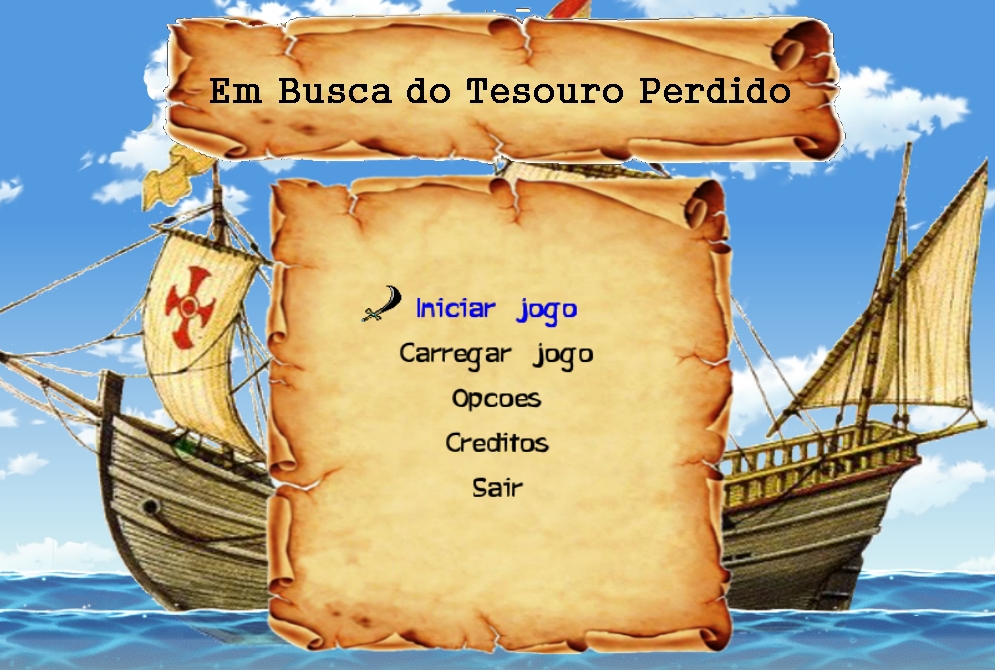 Em Busca do Tesouro Perdido
Iniciar jogo
Carregar jogo
Opcoes
Creditos
Sair